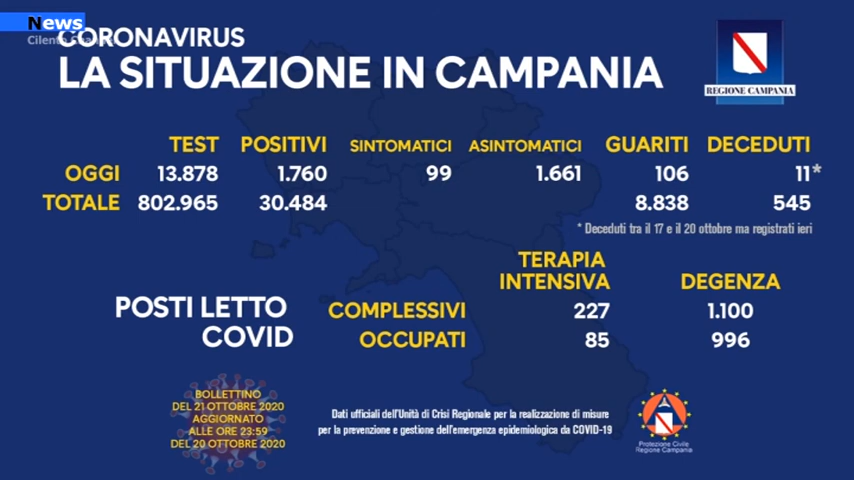 News
CORONAVIRUS
LA SITUAZIONE IN CAMPANIA
REGIONE CAMPANIA
TEST POSITIVI SINTOMATICI ASINTOMATICI GUARITI DECEDUTI
OGGI 13.878 1.760 99 1.661 106 11*
TOTALE 802.965 30.484 8.838 545
* Deceduti tra il 17 e il 20 ottobre ma registrati ieri
TERAPIA
INTENSIVA DEGENZA
POSTI LETTO
COVID
COMPLESSIVI 227 1.100
OCCUPATI 85 996
BOLLETTINO
DEL 21 OTTOBRE 2020
AGGIORNATO
ALLE ORE 23:59
DEL 20 OTTOBRE 2020
Dati ufficiali dell'Unità di Crisi Regionale per la realizzazione di misure
per la prevenzione e gestione dell'emergenza epidemiologica da COVID-19
Protezione Civile
Regione Campania